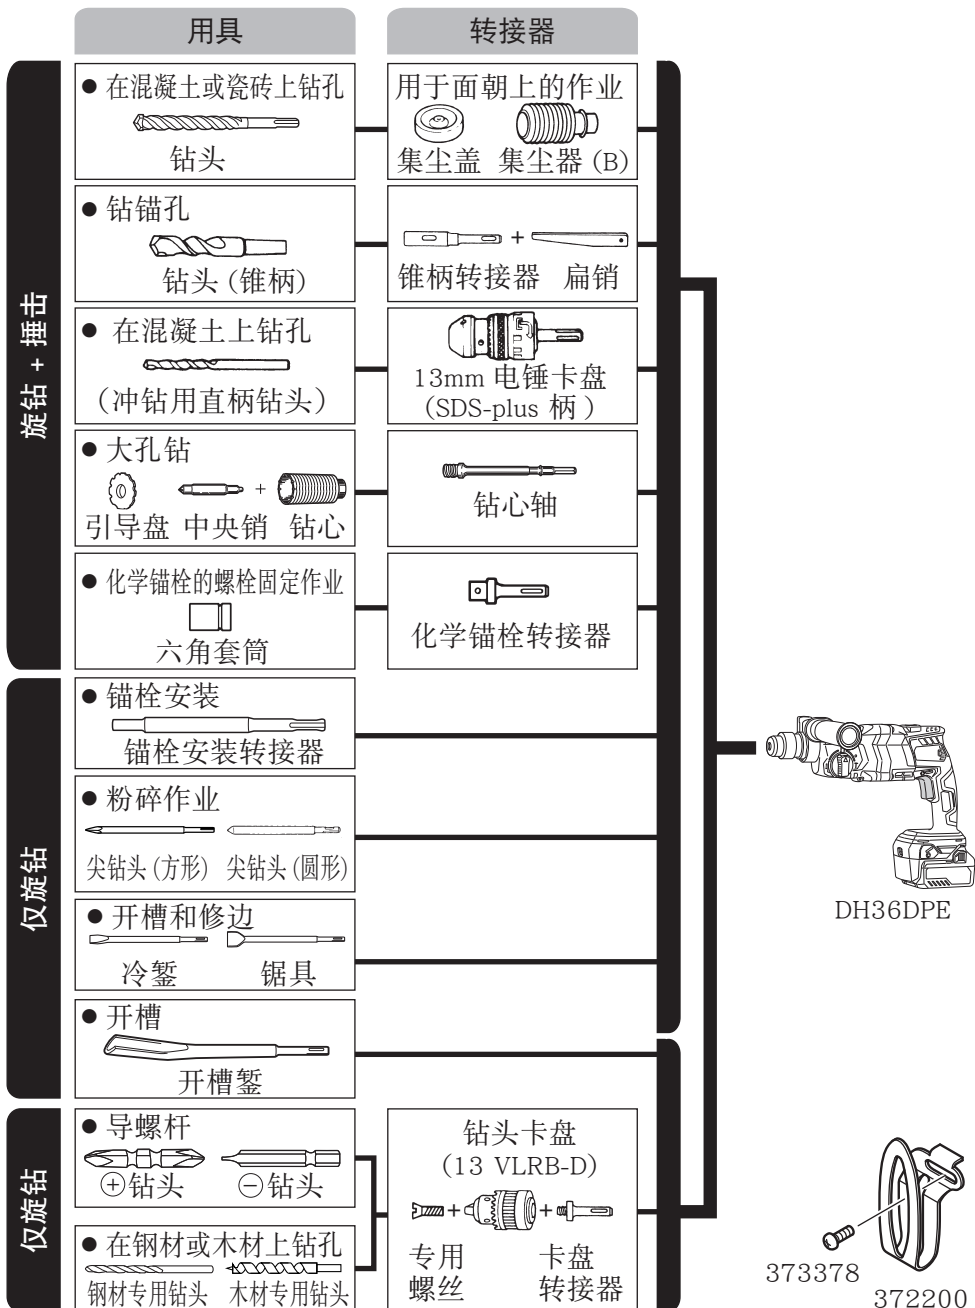 用具
转接器
旋钻 + 捶击
● 在混凝土或瓷砖上钻孔
钻头
用于面朝上的作业
集尘盖 集尘器 (B)
● 钻锚孔
钻头 (锥柄)
+
锥柄转接器 扁销
● 在混凝土上钻孔
（冲钻用直柄钻头）
13mm 电锤卡盘
(SDS-plus 柄 )
● 大孔钻
+
引导盘 中央销 钻心
钻心轴
● 化学锚栓的螺栓固定作业
六角套筒
化学锚栓转接器
仅旋钻
● 锚栓安装
锚栓安装转接器
● 粉碎作业
尖钻头 (方形) 尖钻头 (圆形)
● 开槽和修边
冷錾 锯具
● 开槽
开槽錾
DH36DPE
仅旋钻
● 导螺杆
⊕钻头 ⊖钻头
● 在钢材或木材上钻孔
钢材专用钻头 木材专用钻头
钻头卡盘
(13 VLRB-D)
+ +
专用 卡盘
螺丝 转接器
373378
372200